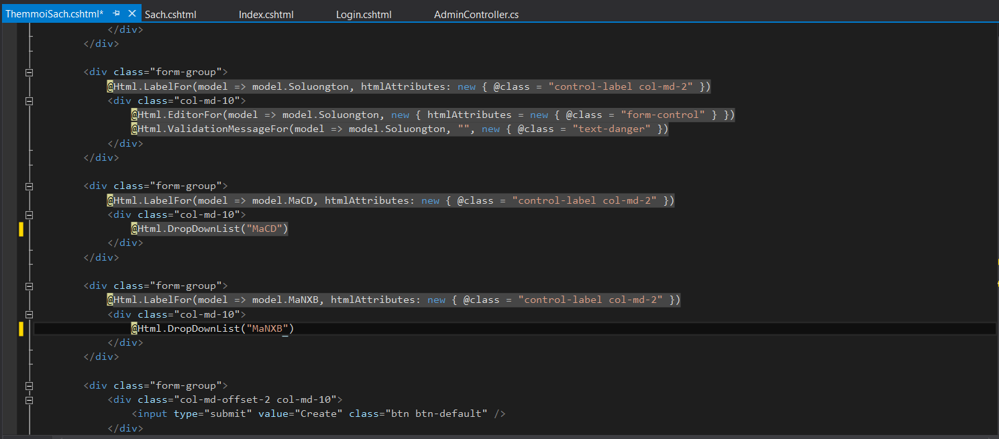 ThemmoiSach.cshtml* Sach.cshtml Index.cshtml Login.cshtml AdminController.cs
</div>
</div>
<div class="form-group">
@Html.LabelFor(model => model.Soluongton, htmlAttributes: new { @class = "control-label col-md-2" })
<div class="col-md-10">
@Html.EditorFor(model => model.Soluongton, new { htmlAttributes = new { @class = "form-control" } })
@Html.ValidationMessageFor(model => model.Soluongton, "", new { @class = "text-danger" })
</div>
</div>
<div class="form-group">
@Html.LabelFor(model => model.MaCD, htmlAttributes: new { @class = "control-label col-md-2" })
<div class="col-md-10">
@Html.DropDownList("MaCD")
</div>
</div>
<div class="form-group">
@Html.LabelFor(model => model.MaNXB, htmlAttributes: new { @class = "control-label col-md-2" })
<div class="col-md-10">
@Html.DropDownList("MaNXB")
</div>
</div>
<div class="form-group">
<div class="col-md-offset-2 col-md-10">
<input type="submit" value="Create" class="btn btn-default" />
</div>